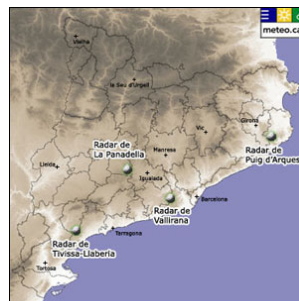 meteo.ca
Vielha
la Seu d'Urgell
Vic
Girona
Radar de
Puig d'Arques
Radar de
La Panadella
Manresa
Lleida
Igualada
Radar de
Vallirana
Barcelona
Radar de
Tivissa-Llaberia
Tarragona
Tortosa